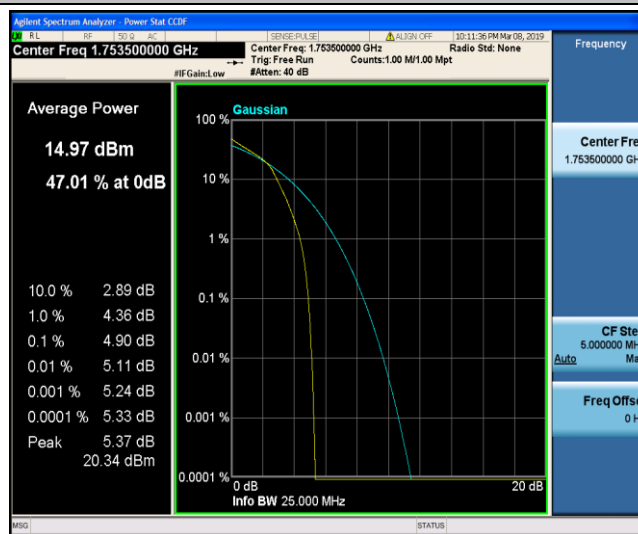 Agilent Spectrum Analyzer - Power Stat CCDF
RL RF 50 Ω AC SENSE:PULSE ALIGN OFF 10:11:36 PM Mar 08, 2019
Center Freq 1.753500000 GHz
Center Freq: 1.753500000 GHz Radio Std: None
Trig: Free Run Counts:1.00 M/1.00 Mpt
#IFGain:Low #Atten: 40 dB
Frequency
Average Power
14.97 dBm
47.01 % at 0dB
10.0 % 2.89 dB
1.0 % 4.36 dB
0.1 % 4.90 dB
0.01 % 5.11 dB
0.001 % 5.24 dB
0.0001 % 5.33 dB
Peak 5.37 dB
20.34 dBm
Gaussian
100 %
10 %
1 %
0.1 %
0.01 %
0.001 %
0.0001 %
0 dB 20 dB
Info BW 25.000 MHz
Center Fre
1.753500000 GH
CF Ste
5.000000 MH
Auto Ma
Freq Offse
0 H
MSG STATUS